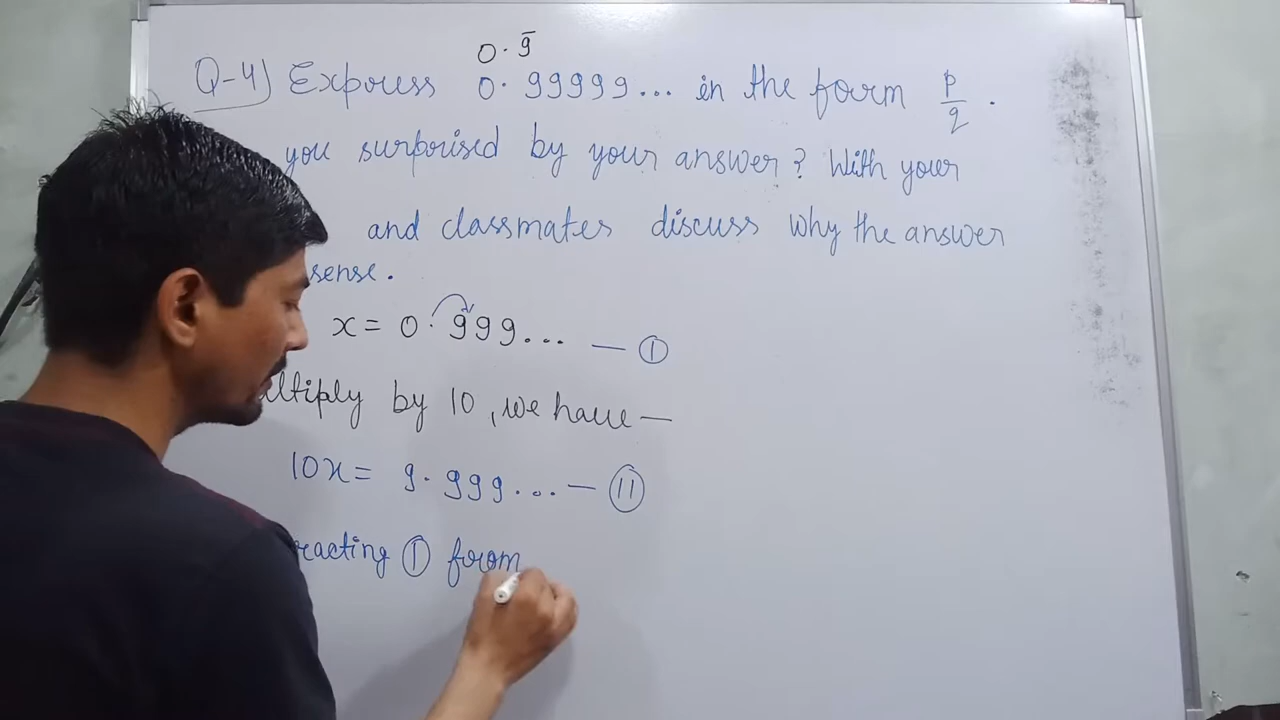 0.9̄
Q-4) Express 0.99999... in the form p/q.
you surprised by your answer? With your
and classmates discuss why the answer
sense.
x = 0.999... — ①
ultiply by 10, we have —
10x = 9.999... — ⑪
racting ① from